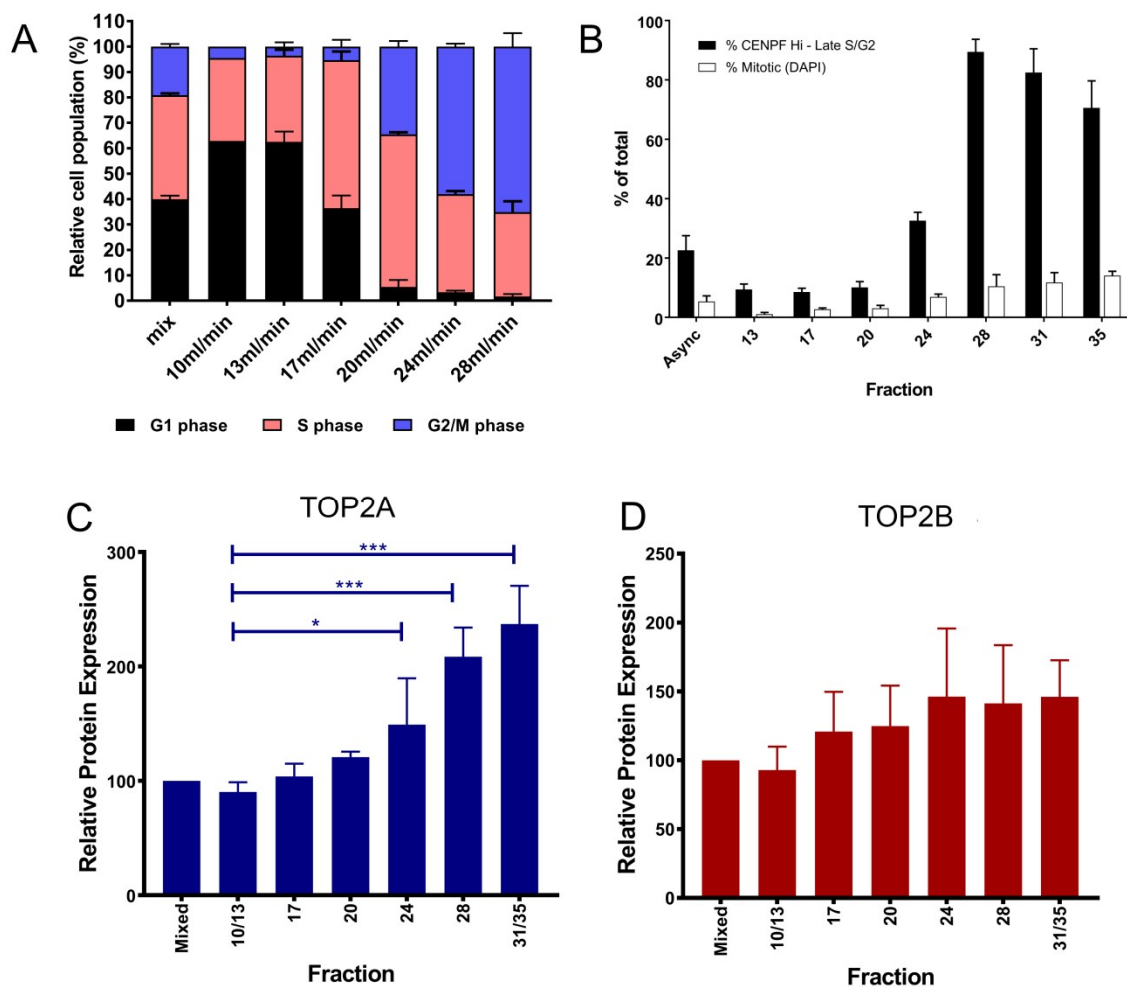 A
Relative cell population (%)
110
100
90
80
70
60
50
40
30
20
10
0
mix
10ml/min
13ml/min
17ml/min
20ml/min
24ml/min
28ml/min
G1 phase
S phase
G2/M phase
B
% of total
100
80
60
40
20
0
% CENPF Hi - Late S/G2
% Mitotic (DAPI)
Async
13
17
20
24
28
31
35
Fraction
C
TOP2A
Relative Protein Expression
300
200
100
0
***
***
*
Mixed
10/13
17
20
24
28
31/35
Fraction
D
TOP2B
Relative Protein Expression
250
200
150
100
50
0
Mixed
10/13
17
20
24
28
31/35
Fraction